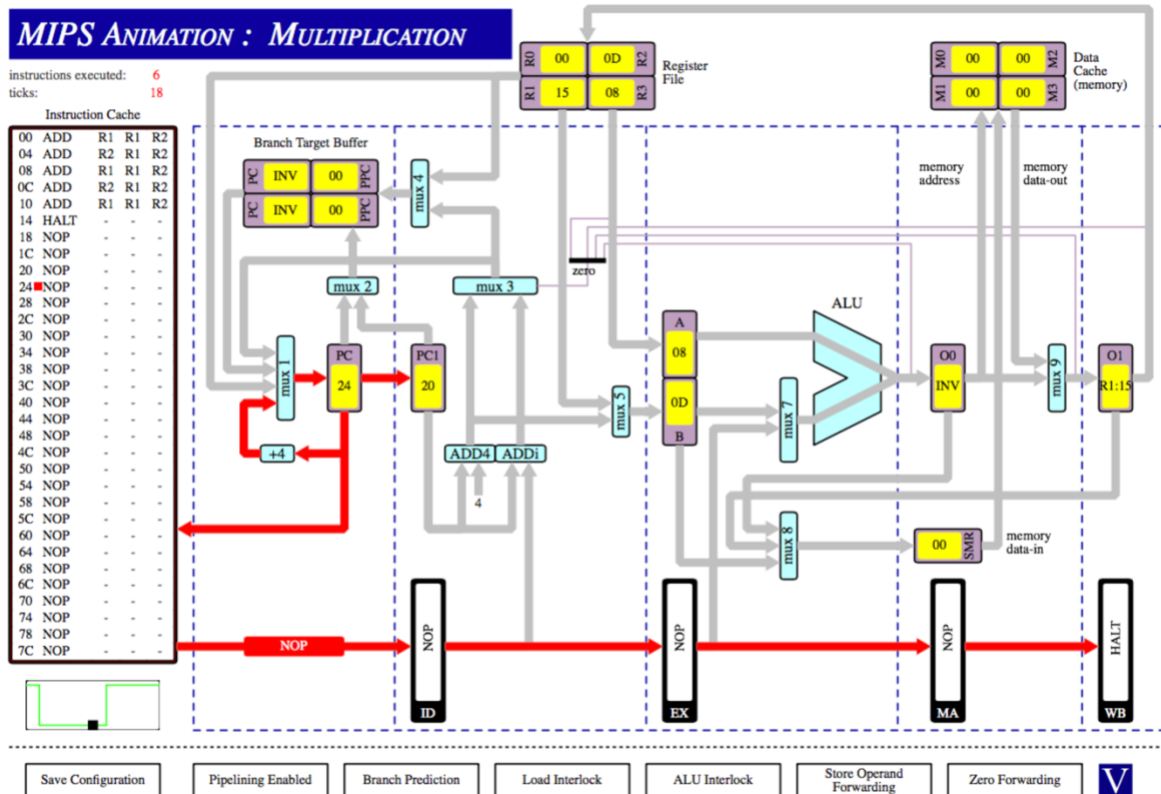 MIPS ANIMATION : MULTIPLICATION
instructions executed: 6
ticks: 18
Instruction Cache
00 ADD R1 R1 R2
04 ADD R2 R1 R2
08 ADD R1 R1 R2
0C ADD R2 R1 R2
10 ADD R1 R1 R2
14 HALT - - -
18 NOP - - -
1C NOP - - -
20 NOP - - -
24 NOP - - -
28 NOP - - -
2C NOP - - -
30 NOP - - -
34 NOP - - -
38 NOP - - -
3C NOP - - -
40 NOP - - -
44 NOP - - -
48 NOP - - -
4C NOP - - -
50 NOP - - -
54 NOP - - -
58 NOP - - -
5C NOP - - -
60 NOP - - -
64 NOP - - -
68 NOP - - -
6C NOP - - -
70 NOP - - -
74 NOP - - -
78 NOP - - -
7C NOP - - -
R0 00 0D R2
R1 15 08 R3
Register
File
M0 00 00 M2
M1 00 00 M3
Data
Cache
(memory)
Branch Target Buffer
PC INV 00 PPC
PC INV 00 PPC
mux 4
memory
address
memory
data-out
zero
mux 2
mux 3
ALU
mux 1
PC
24
PC1
20
A
08
0D
B
mux 5
mux 7
O0
INV
mux 9
O1
R1:15
+4
ADD4
ADDi
4
mux 8
00
SMR
memory
data-in
NOP
NOP
ID
NOP
EX
NOP
MA
HALT
WB
Save Configuration
Pipelining Enabled
Branch Prediction
Load Interlock
ALU Interlock
Store Operand
Forwarding
Zero Forwarding
V